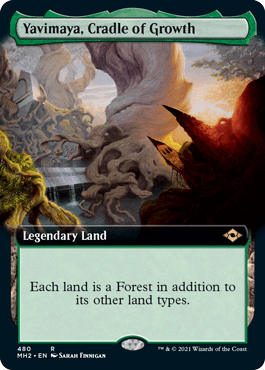 Yavimaya, Cradle of Growth
Legendary Land
Each land is a Forest in addition to
its other land types.
480 R
MH2 • EN SARAH FINNIGAN
™ & © 2021 Wizards of the Coast